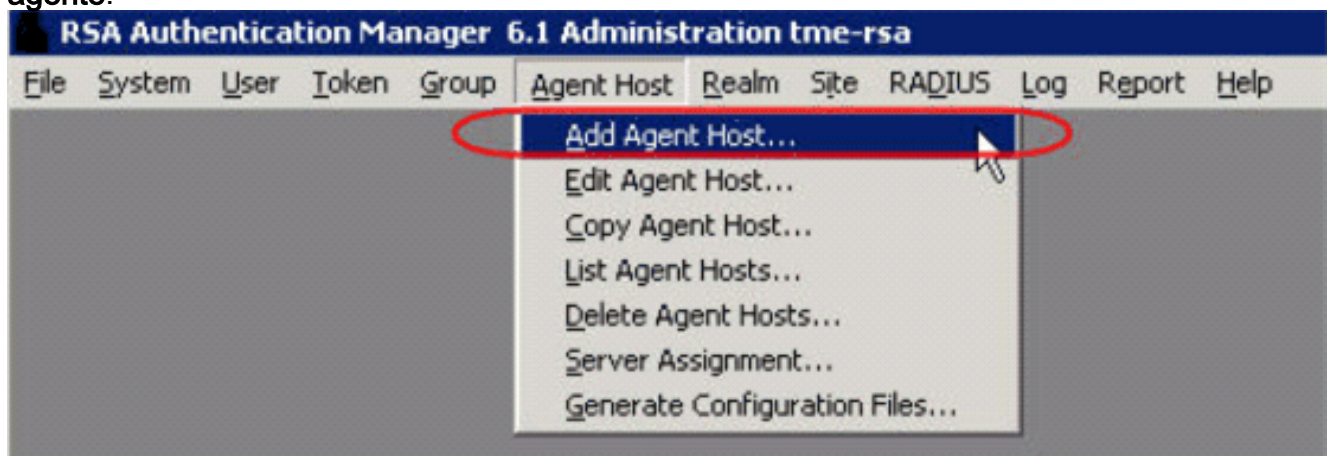 agente.
RSA Authentication Manager 6.1 Administration tme-rsa
File System User Token Group Agent Host Realm Site RADIUS Log Report Help
Add Agent Host...
Edit Agent Host...
Copy Agent Host...
List Agent Hosts...
Delete Agent Hosts...
Server Assignment...
Generate Configuration Files...